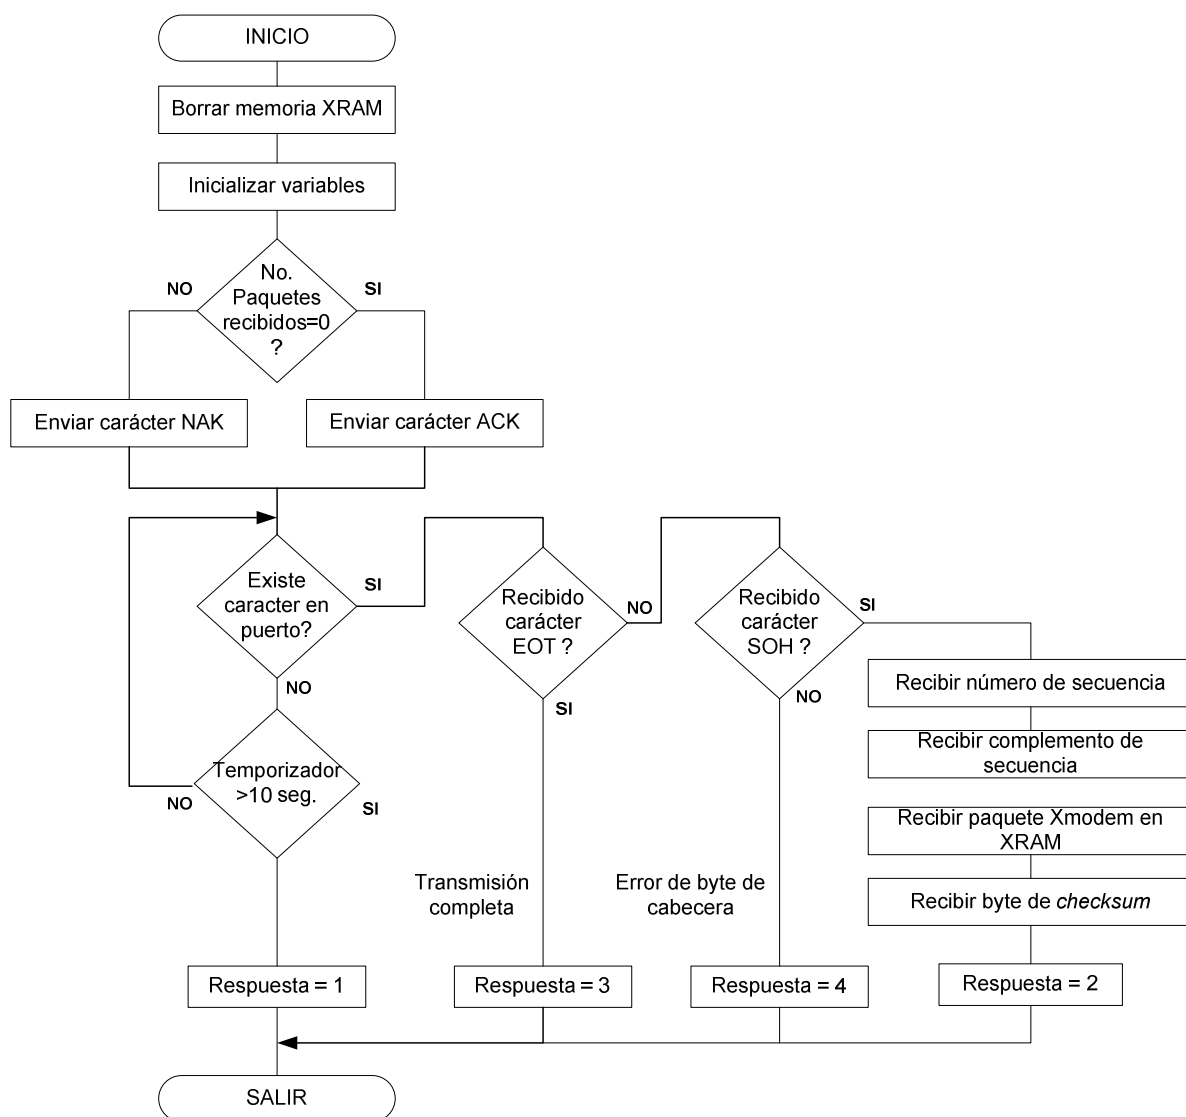 INICIO
Borrar memoria XRAM
Inicializar variables
No.
Paquetes
recibidos=0
?
NO
SI
Enviar carácter NAK
Enviar carácter ACK
Existe
caracter en
puerto?
SI
NO
Recibido
carácter
EOT ?
NO
SI
Recibido
carácter
SOH ?
SI
NO
Recibir número de secuencia
Recibir complemento de
secuencia
Recibir paquete Xmodem en
XRAM
Recibir byte de checksum
Temporizador
>10 seg.
NO
SI
Transmisión
completa
Error de byte de
cabecera
Respuesta = 1
Respuesta = 3
Respuesta = 4
Respuesta = 2
SALIR